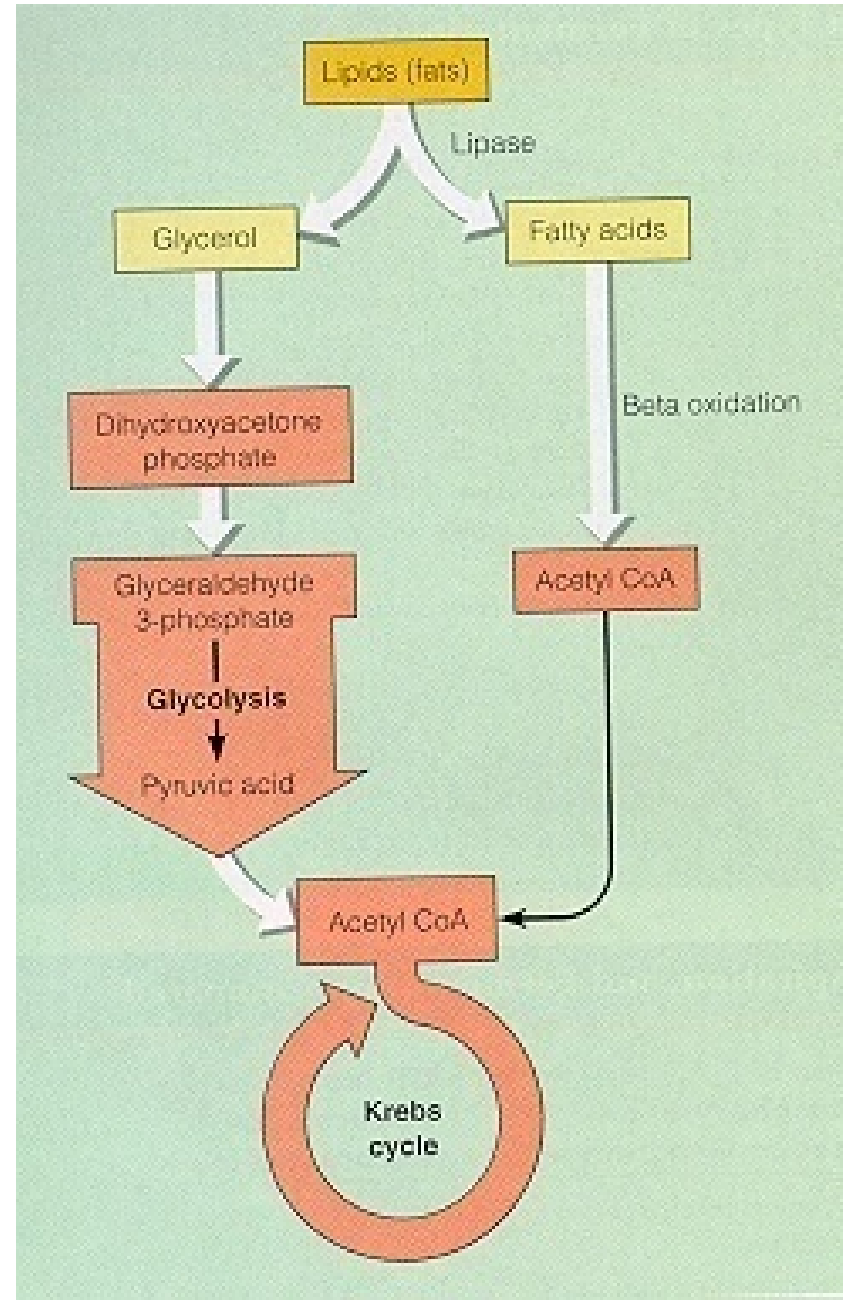 Lipids (fats)
Lipase
Glycerol
Fatty acids
Dihydroxyacetone
phosphate
Beta oxidation
Glyceraldehyde
3-phosphate
Acetyl CoA
Glycolysis
Pyruvic acid
Acetyl CoA
Krebs
cycle